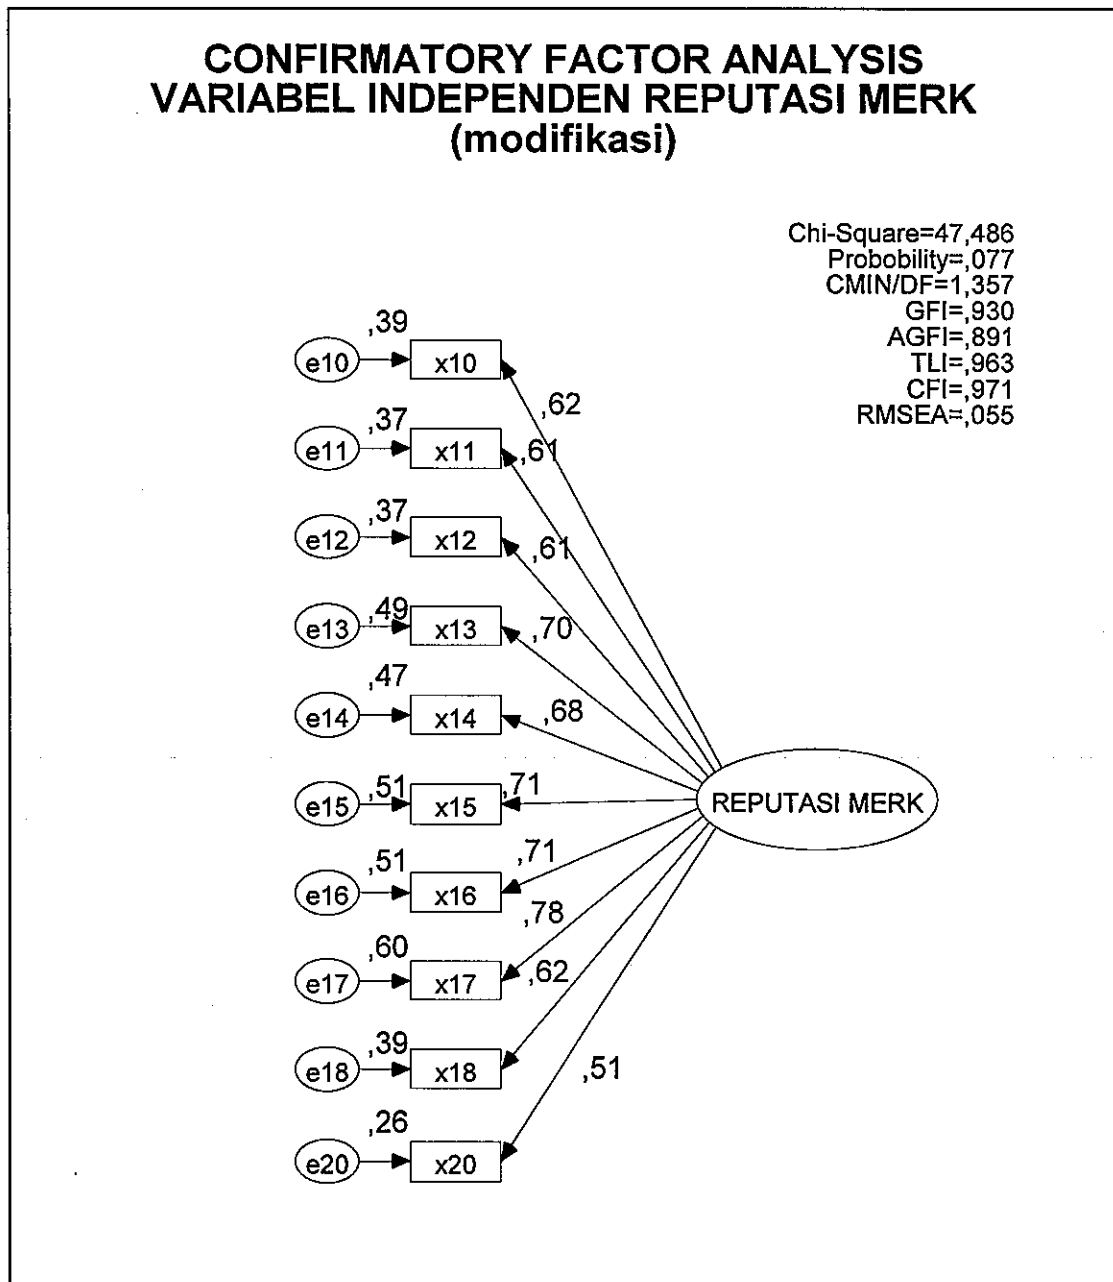 CONFIRMATORY FACTOR ANALYSIS
VARIABEL INDEPENDEN REPUTASI MERK
(modifikasi)
Chi-Square=47,486
Probobility=,077
CMIN/DF=1,357
GFI=,930
AGFI=,891
TLI=,963
CFI=,971
RMSEA=,055
,39
e10 x10
,62
,37
e11 x11 ,61
,37
e12 x12 ,61
,49
e13 x13 ,70
,47
e14 x14 ,68
,51 ,71
e15 x15
REPUTASI MERK
,51 ,71
e16 x16
,78
,60
e17 x17 ,62
,39
e18 x18 ,51
,26
e20 x20